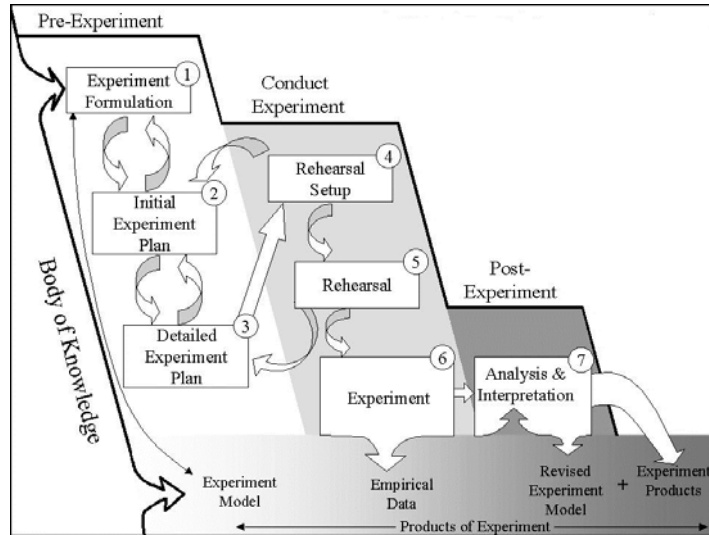 Pre-Experiment
1
Experiment
Formulation
Conduct
Experiment
4
Rehearsal
Setup
2
Initial
Experiment
Plan
5
Rehearsal
Post-
Experiment
3
Detailed
Experiment
Plan
6
Experiment
7
Analysis &
Interpretation
Body of Knowledge
Experiment
Model
Empirical
Data
Revised
Experiment
Model
+
Experiment
Products
Products of Experiment